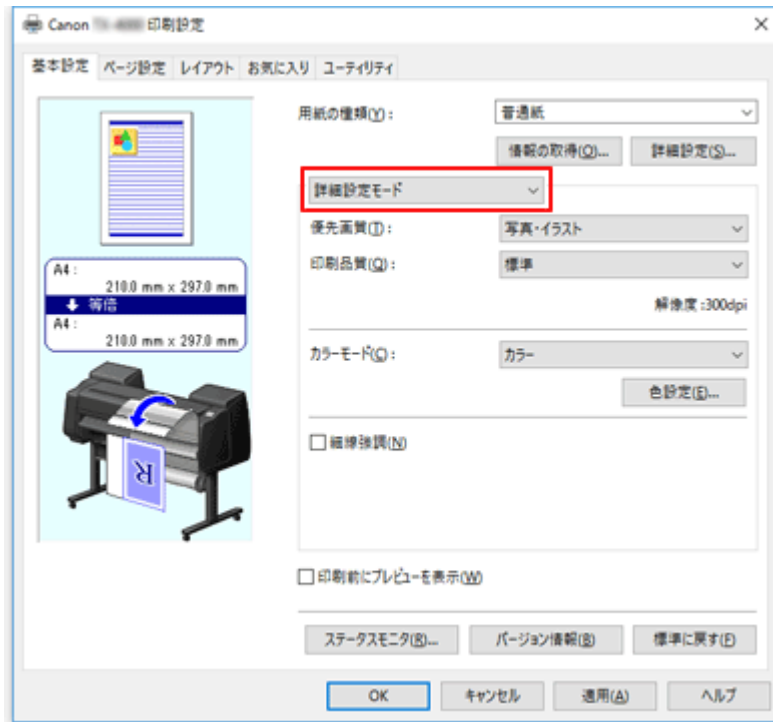 Canon 印刷設定
基本設定 ページ設定 レイアウト お気に入り ユーティリティ
用紙の種類(Y): 普通紙
情報の取得(O)... 詳細設定(S)...
詳細設定モード
優先画質(T): 写真・イラスト
印刷品質(Q): 標準
解像度:300dpi
カラーモード(C): カラー
色設定(E)...
細線強調(N)
A4:
210.0 mm x 297.0 mm
等倍
A4:
210.0 mm x 297.0 mm
R
印刷前にプレビューを表示(W)
ステータスモニタ(R)... バージョン情報(B) 標準に戻す(F)
OK キャンセル 適用(A) ヘルプ